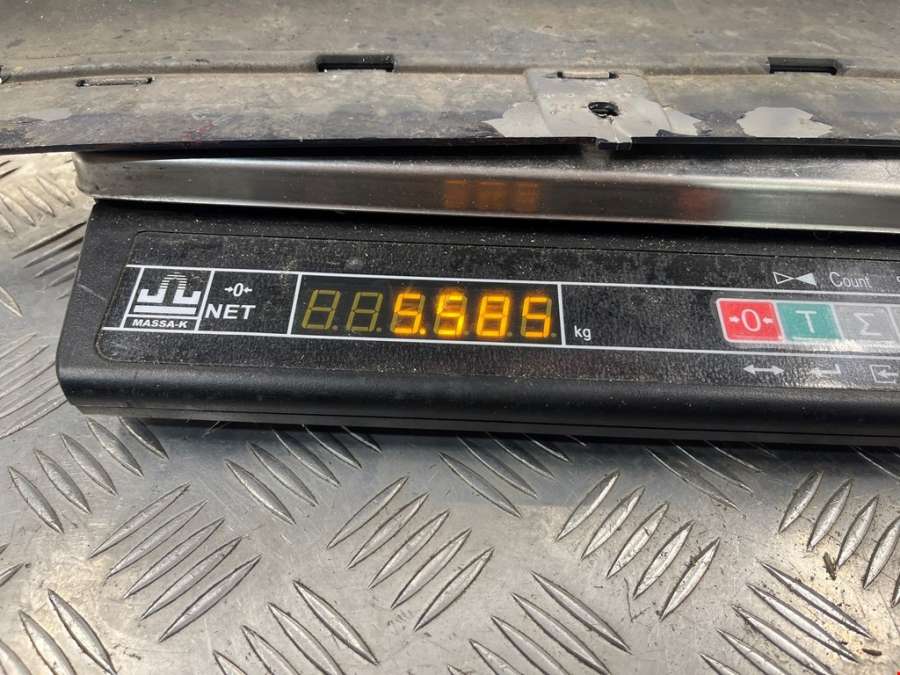 →0←
NET
MASSA-K
5.585
kg
Count
→0←
T
Σ